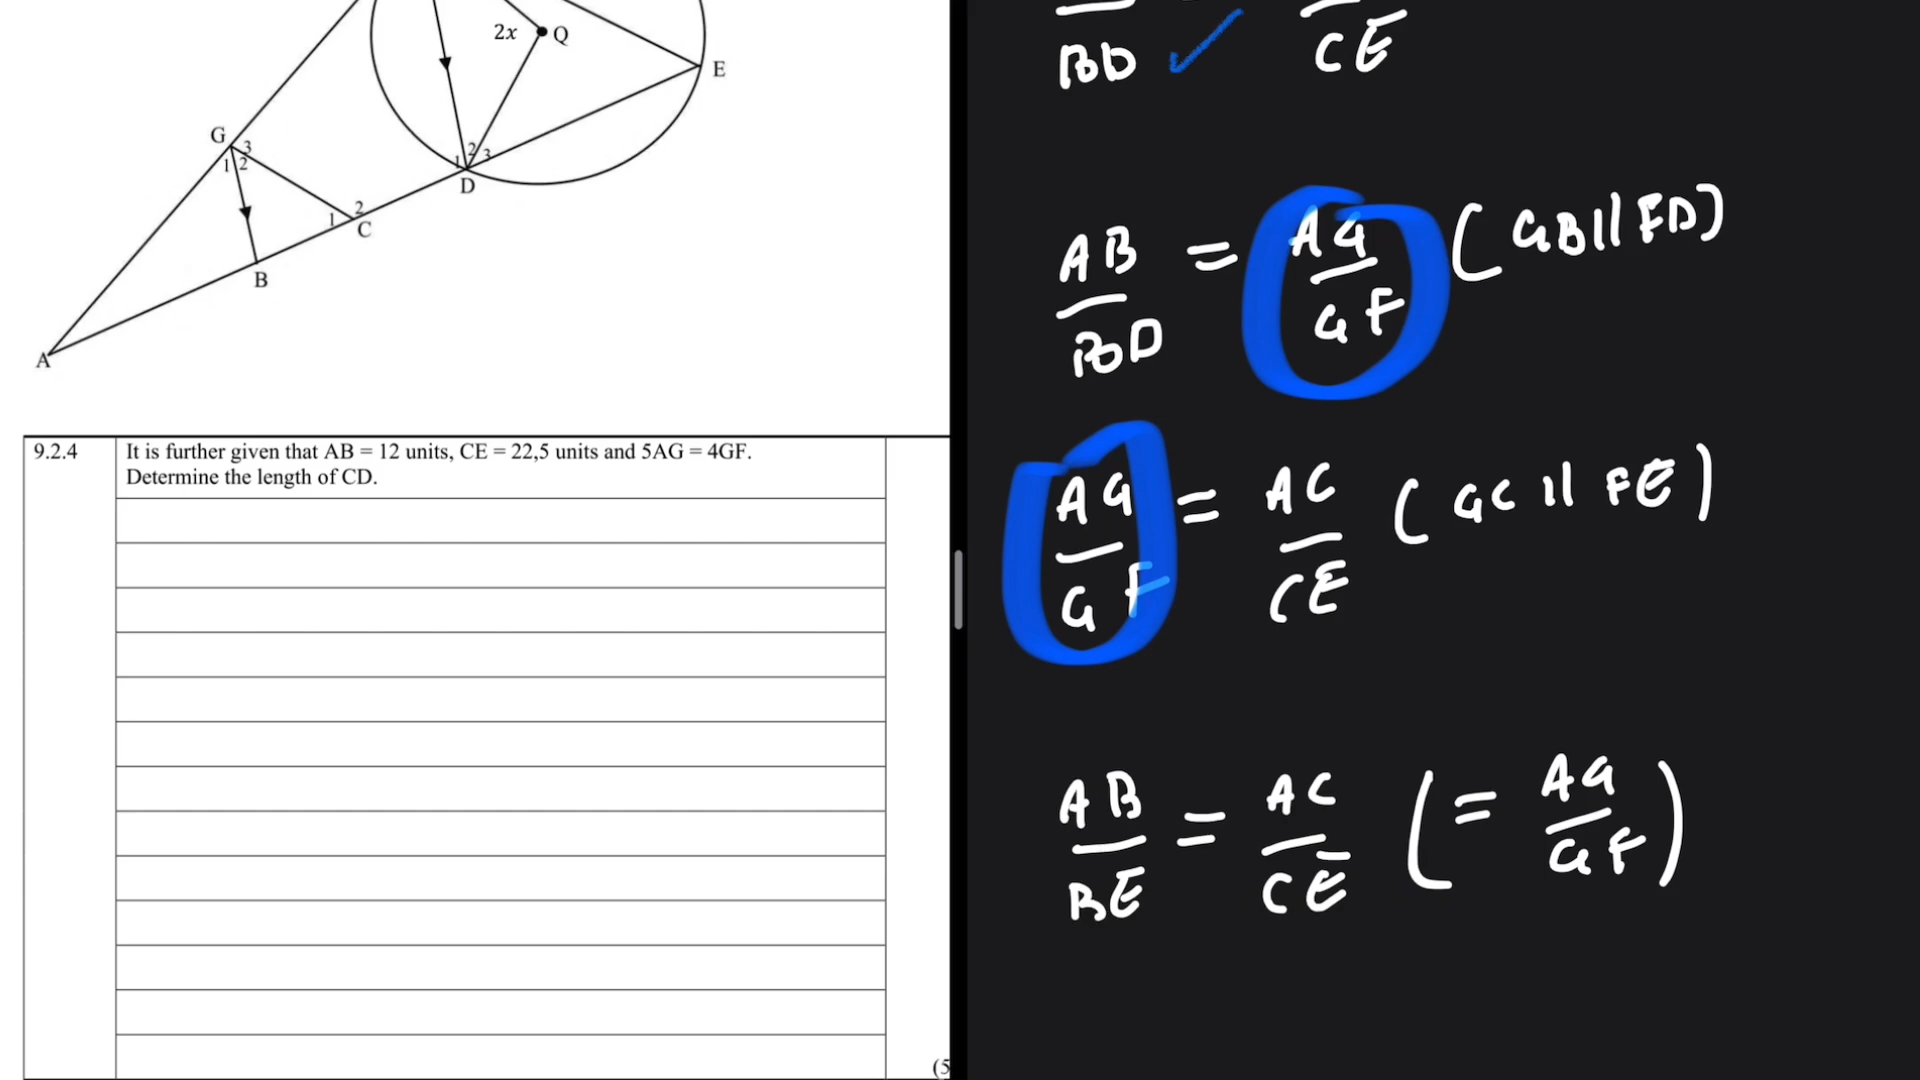 2x Q
E
G
3
1 2
2
1 3
D
2
1
C
B
A
9.2.4 It is further given that AB = 12 units, CE = 22,5 units and 5AG = 4GF.
Determine the length of CD.
(5
BD ✓ CE
AB/BD = AG/GF (GB||FD)
AG/GF = AC/CE (GC || FE)
AB/BE = AC/CE (= AG/GF)